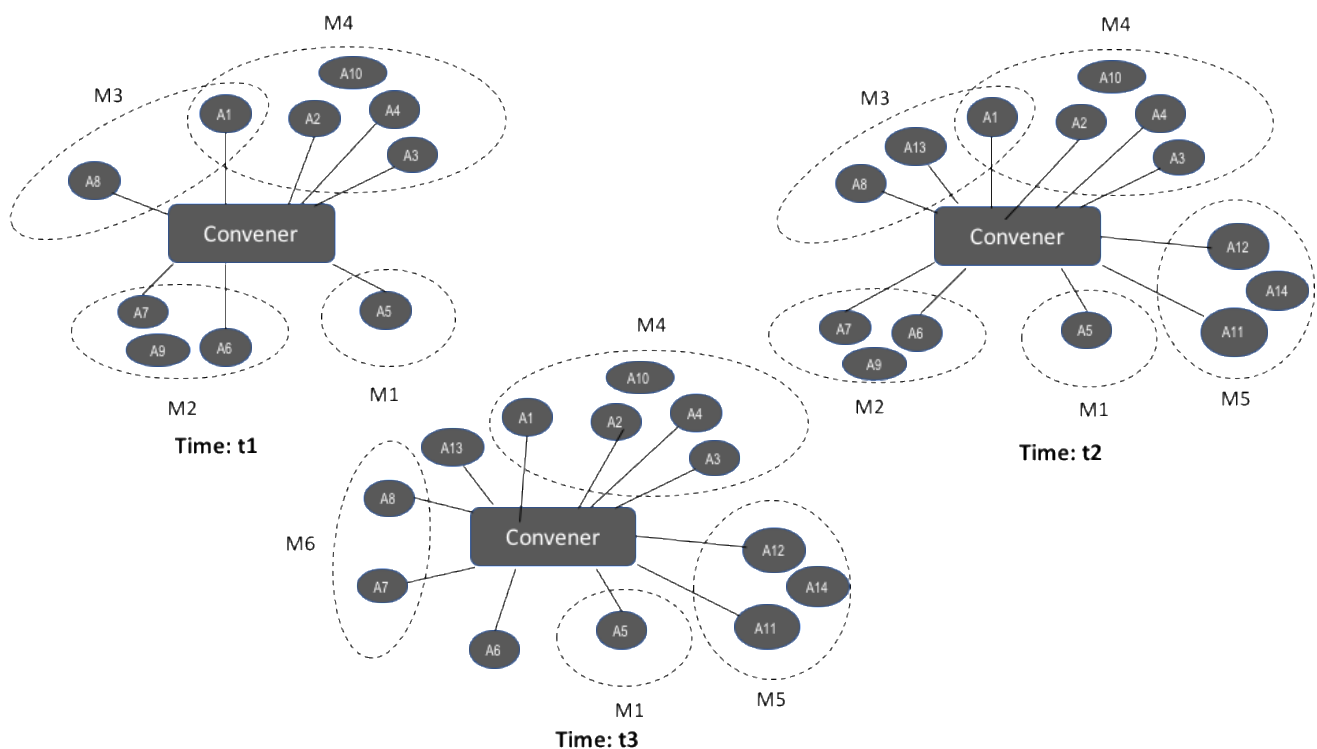 M4
A10
M3
A1
A2
A4
A3
A8
Convener
A7
A9
A6
A5
M2
M1
Time: t1
M4
A10
M3
A1
A2
A4
A13
A3
A8
Convener
A12
A14
A11
A7
A6
A9
A5
M2
M1
M5
Time: t2
M4
A10
A1
A2
A4
A13
A3
A8
Convener
M6
A12
A14
A7
A11
A5
A6
M5
M1
Time: t3